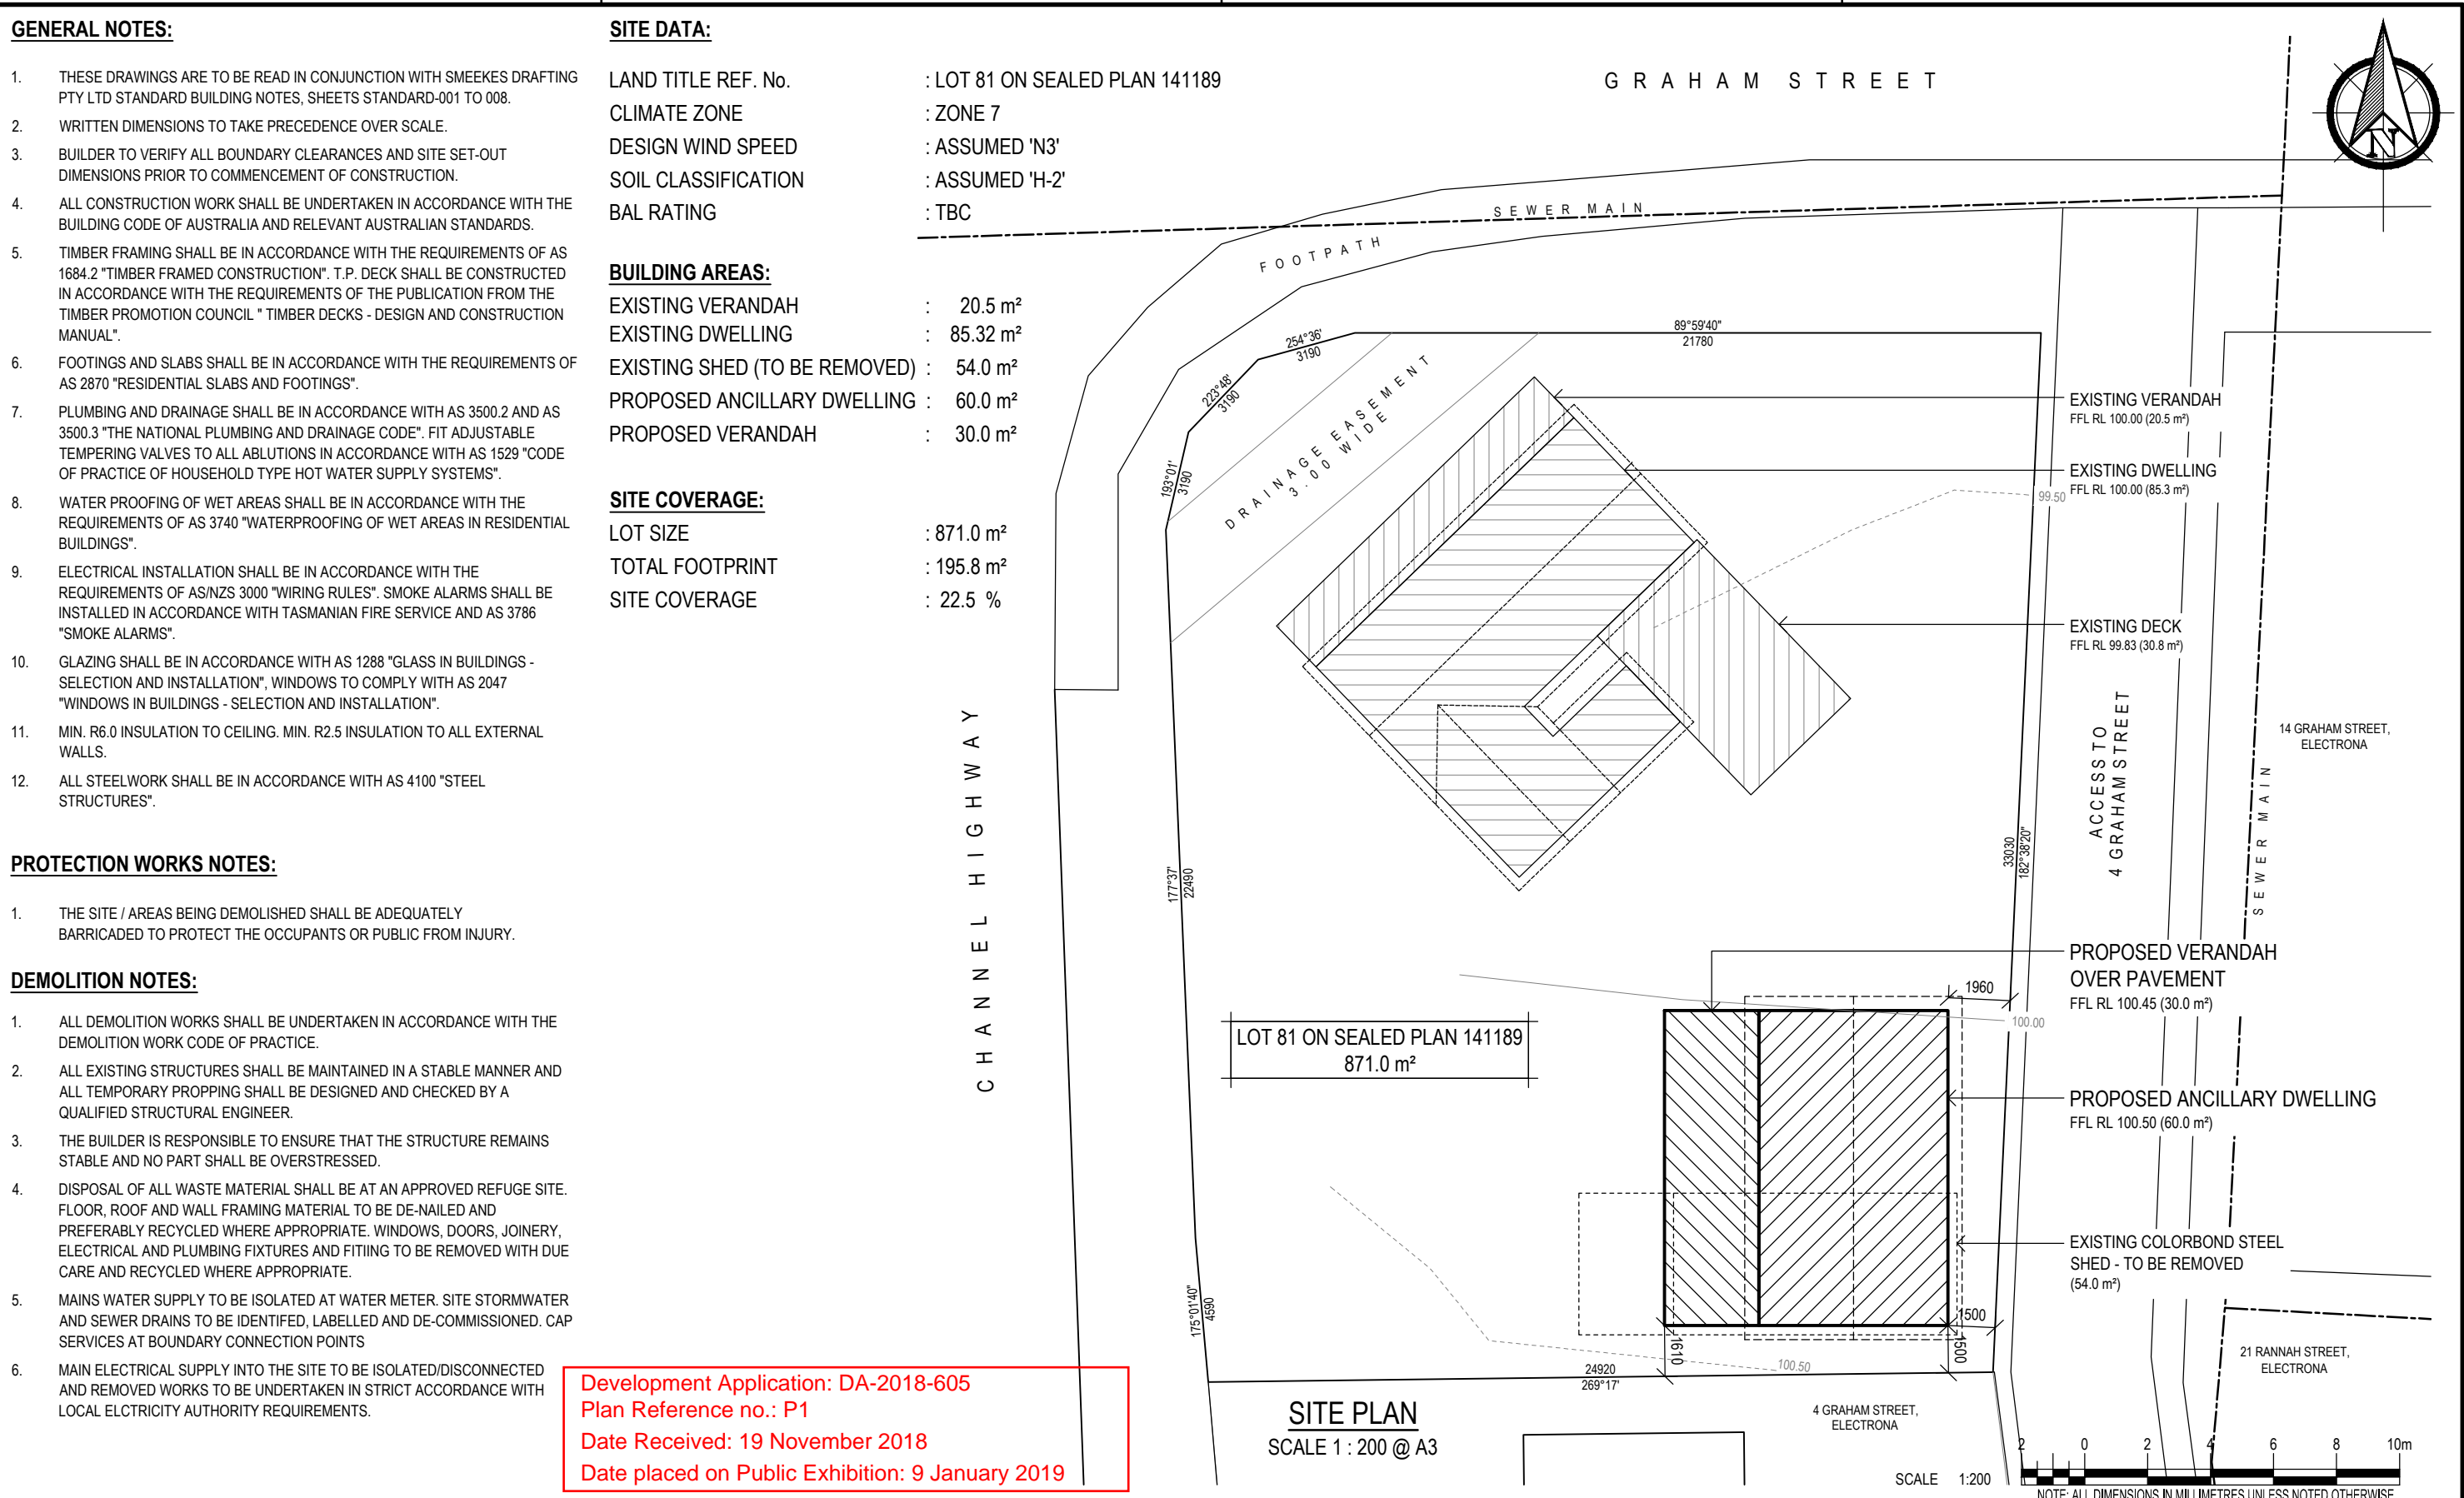 GENERAL NOTES:
1. THESE DRAWINGS ARE TO BE READ IN CONJUNCTION WITH SMEEKES DRAFTING
PTY LTD STANDARD BUILDING NOTES, SHEETS STANDARD-001 TO 008.
2. WRITTEN DIMENSIONS TO TAKE PRECEDENCE OVER SCALE.
3. BUILDER TO VERIFY ALL BOUNDARY CLEARANCES AND SITE SET-OUT
DIMENSIONS PRIOR TO COMMENCEMENT OF CONSTRUCTION.
4. ALL CONSTRUCTION WORK SHALL BE UNDERTAKEN IN ACCORDANCE WITH THE
BUILDING CODE OF AUSTRALIA AND RELEVANT AUSTRALIAN STANDARDS.
5. TIMBER FRAMING SHALL BE IN ACCORDANCE WITH THE REQUIREMENTS OF AS
1684.2 "TIMBER FRAMED CONSTRUCTION". T.P. DECK SHALL BE CONSTRUCTED
IN ACCORDANCE WITH THE REQUIREMENTS OF THE PUBLICATION FROM THE
TIMBER PROMOTION COUNCIL " TIMBER DECKS - DESIGN AND CONSTRUCTION
MANUAL".
6. FOOTINGS AND SLABS SHALL BE IN ACCORDANCE WITH THE REQUIREMENTS OF
AS 2870 "RESIDENTIAL SLABS AND FOOTINGS".
7. PLUMBING AND DRAINAGE SHALL BE IN ACCORDANCE WITH AS 3500.2 AND AS
3500.3 "THE NATIONAL PLUMBING AND DRAINAGE CODE". FIT ADJUSTABLE
TEMPERING VALVES TO ALL ABLUTIONS IN ACCORDANCE WITH AS 1529 "CODE
OF PRACTICE OF HOUSEHOLD TYPE HOT WATER SUPPLY SYSTEMS".
8. WATER PROOFING OF WET AREAS SHALL BE IN ACCORDANCE WITH THE
REQUIREMENTS OF AS 3740 "WATERPROOFING OF WET AREAS IN RESIDENTIAL
BUILDINGS".
9. ELECTRICAL INSTALLATION SHALL BE IN ACCORDANCE WITH THE
REQUIREMENTS OF AS/NZS 3000 "WIRING RULES". SMOKE ALARMS SHALL BE
INSTALLED IN ACCORDANCE WITH TASMANIAN FIRE SERVICE AND AS 3786
"SMOKE ALARMS".
10. GLAZING SHALL BE IN ACCORDANCE WITH AS 1288 "GLASS IN BUILDINGS -
SELECTION AND INSTALLATION", WINDOWS TO COMPLY WITH AS 2047
"WINDOWS IN BUILDINGS - SELECTION AND INSTALLATION".
11. MIN. R6.0 INSULATION TO CEILING. MIN. R2.5 INSULATION TO ALL EXTERNAL
WALLS.
12. ALL STEELWORK SHALL BE IN ACCORDANCE WITH AS 4100 "STEEL
STRUCTURES".
PROTECTION WORKS NOTES:
1. THE SITE / AREAS BEING DEMOLISHED SHALL BE ADEQUATELY
BARRICADED TO PROTECT THE OCCUPANTS OR PUBLIC FROM INJURY.
DEMOLITION NOTES:
1. ALL DEMOLITION WORKS SHALL BE UNDERTAKEN IN ACCORDANCE WITH THE
DEMOLITION WORK CODE OF PRACTICE.
2. ALL EXISTING STRUCTURES SHALL BE MAINTAINED IN A STABLE MANNER AND
ALL TEMPORARY PROPPING SHALL BE DESIGNED AND CHECKED BY A
QUALIFIED STRUCTURAL ENGINEER.
3. THE BUILDER IS RESPONSIBLE TO ENSURE THAT THE STRUCTURE REMAINS
STABLE AND NO PART SHALL BE OVERSTRESSED.
4. DISPOSAL OF ALL WASTE MATERIAL SHALL BE AT AN APPROVED REFUGE SITE.
FLOOR, ROOF AND WALL FRAMING MATERIAL TO BE DE-NAILED AND
PREFERABLY RECYCLED WHERE APPROPRIATE. WINDOWS, DOORS, JOINERY,
ELECTRICAL AND PLUMBING FIXTURES AND FITIING TO BE REMOVED WITH DUE
CARE AND RECYCLED WHERE APPROPRIATE.
5. MAINS WATER SUPPLY TO BE ISOLATED AT WATER METER. SITE STORMWATER
AND SEWER DRAINS TO BE IDENTIFED, LABELLED AND DE-COMMISSIONED. CAP
SERVICES AT BOUNDARY CONNECTION POINTS
6. MAIN ELECTRICAL SUPPLY INTO THE SITE TO BE ISOLATED/DISCONNECTED
AND REMOVED WORKS TO BE UNDERTAKEN IN STRICT ACCORDANCE WITH
LOCAL ELCTRICITY AUTHORITY REQUIREMENTS.
SITE DATA:
LAND TITLE REF. No. : LOT 81 ON SEALED PLAN 141189
CLIMATE ZONE : ZONE 7
DESIGN WIND SPEED : ASSUMED 'N3'
SOIL CLASSIFICATION : ASSUMED 'H-2'
BAL RATING : TBC
BUILDING AREAS:
EXISTING VERANDAH : 20.5 m²
EXISTING DWELLING : 85.32 m²
EXISTING SHED (TO BE REMOVED) : 54.0 m²
PROPOSED ANCILLARY DWELLING : 60.0 m²
PROPOSED VERANDAH : 30.0 m²
SITE COVERAGE:
LOT SIZE : 871.0 m²
TOTAL FOOTPRINT : 195.8 m²
SITE COVERAGE : 22.5 %
Development Application: DA-2018-605
Plan Reference no.: P1
Date Received: 19 November 2018
Date placed on Public Exhibition: 9 January 2019
GRAHAM STREET
N
SEWER MAIN
FOOTPATH
89°59'40"
21780
254°36'
3190
223°48'
3190
193°01'
3190
DRAINAGE EASEMENT
3.00 WIDE
EXISTING VERANDAH
FFL RL 100.00 (20.5 m²)
EXISTING DWELLING
FFL RL 100.00 (85.3 m²)
99.50
EXISTING DECK
FFL RL 99.83 (30.8 m²)
ACCESS TO
4 GRAHAM STREET
14 GRAHAM STREET,
ELECTRONA
SEWER MAIN
CHANNEL HIGHWAY
177°37'
22490
33030
182°38'20"
PROPOSED VERANDAH
OVER PAVEMENT
FFL RL 100.45 (30.0 m²)
1960
100.00
LOT 81 ON SEALED PLAN 141189
871.0 m²
PROPOSED ANCILLARY DWELLING
FFL RL 100.50 (60.0 m²)
EXISTING COLORBOND STEEL
SHED - TO BE REMOVED
(54.0 m²)
175°01'40"
4590
1500
1610
1500
100.50
24920
269°17'
21 RANNAH STREET,
ELECTRONA
SITE PLAN
SCALE 1 : 200 @ A3
4 GRAHAM STREET,
ELECTRONA
2 0 2 4 6 8 10m
SCALE 1:200
NOTE: ALL DIMENSIONS IN MILLIMETRES UNLESS NOTED OTHERWISE